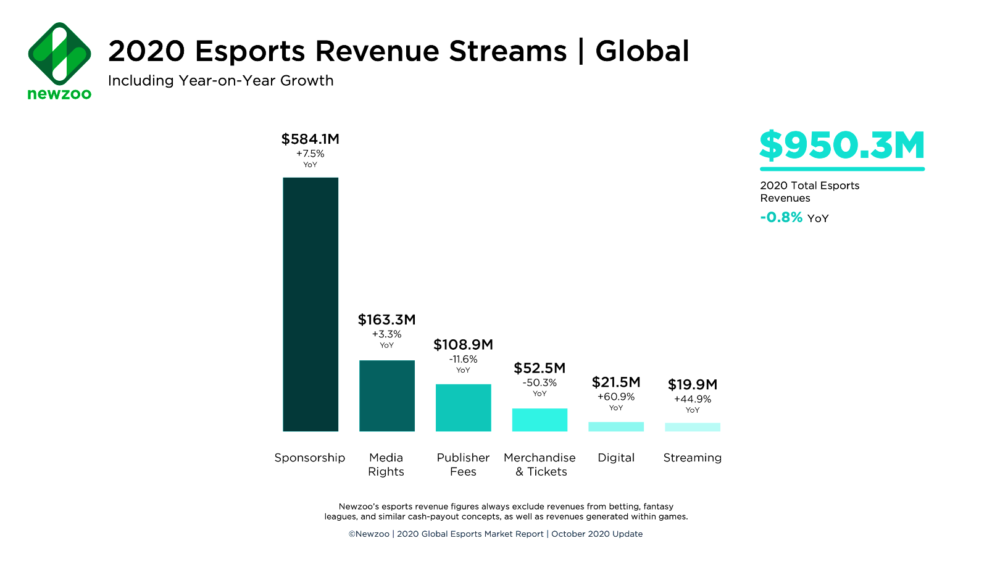 newzoo
2020 Esports Revenue Streams | Global
Including Year-on-Year Growth
$584.1M
+7.5%
YoY
$163.3M
+3.3%
YoY
$108.9M
-11.6%
YoY
$52.5M
-50.3%
YoY
$21.5M
+60.9%
YoY
$19.9M
+44.9%
YoY
$950.3M
2020 Total Esports
Revenues
-0.8% YoY
Sponsorship
Media
Rights
Publisher
Fees
Merchandise
& Tickets
Digital
Streaming
Newzoo’s esports revenue figures always exclude revenues from betting, fantasy
leagues, and similar cash-payout concepts, as well as revenues generated within games.
©Newzoo | 2020 Global Esports Market Report | October 2020 Update